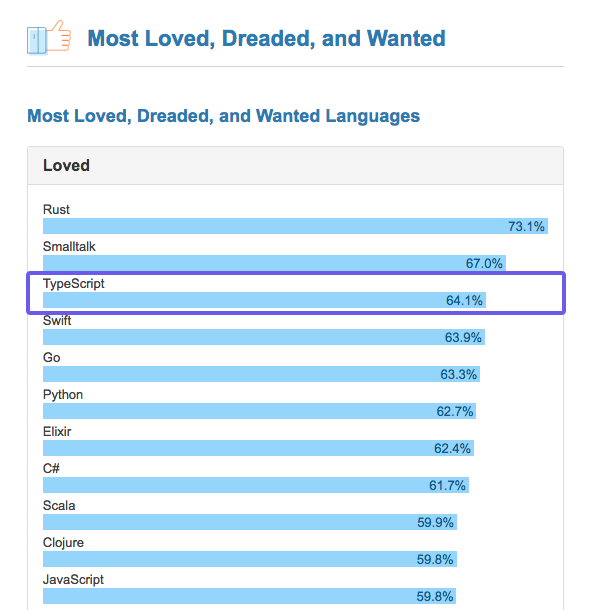 Most Loved, Dreaded, and Wanted
Most Loved, Dreaded, and Wanted Languages
Loved
Rust
73.1%
Smalltalk
67.0%
TypeScript
64.1%
Swift
63.9%
Go
63.3%
Python
62.7%
Elixir
62.4%
C#
61.7%
Scala
59.9%
Clojure
59.8%
JavaScript
59.8%